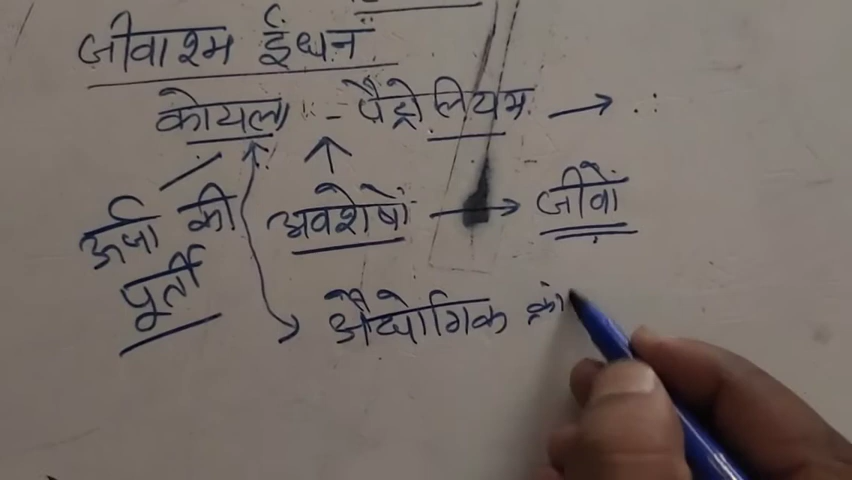 जीवाश्म ईंधन
कोयला - पैट्रोलियम →
ऊर्जा की पूर्ती
अवशेषों → जीवों
औद्योगिक